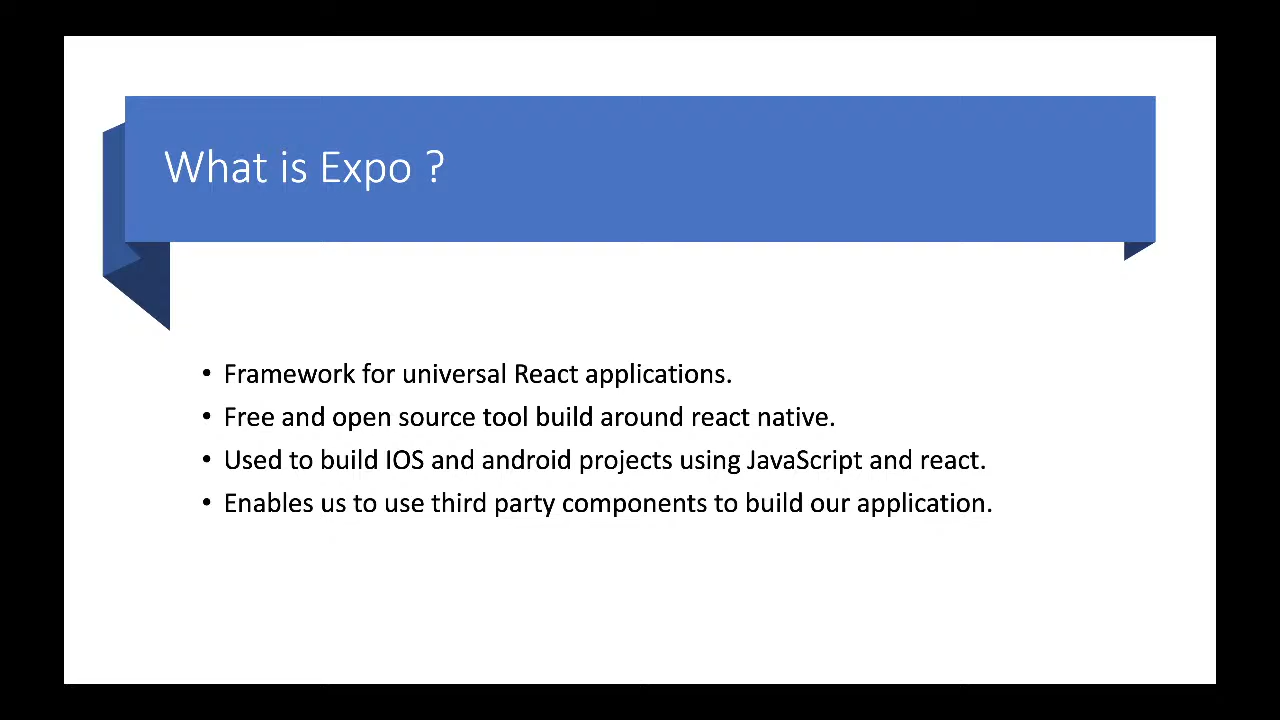 What is Expo ?
• Framework for universal React applications.
• Free and open source tool build around react native.
• Used to build IOS and android projects using JavaScript and react.
• Enables us to use third party components to build our application.